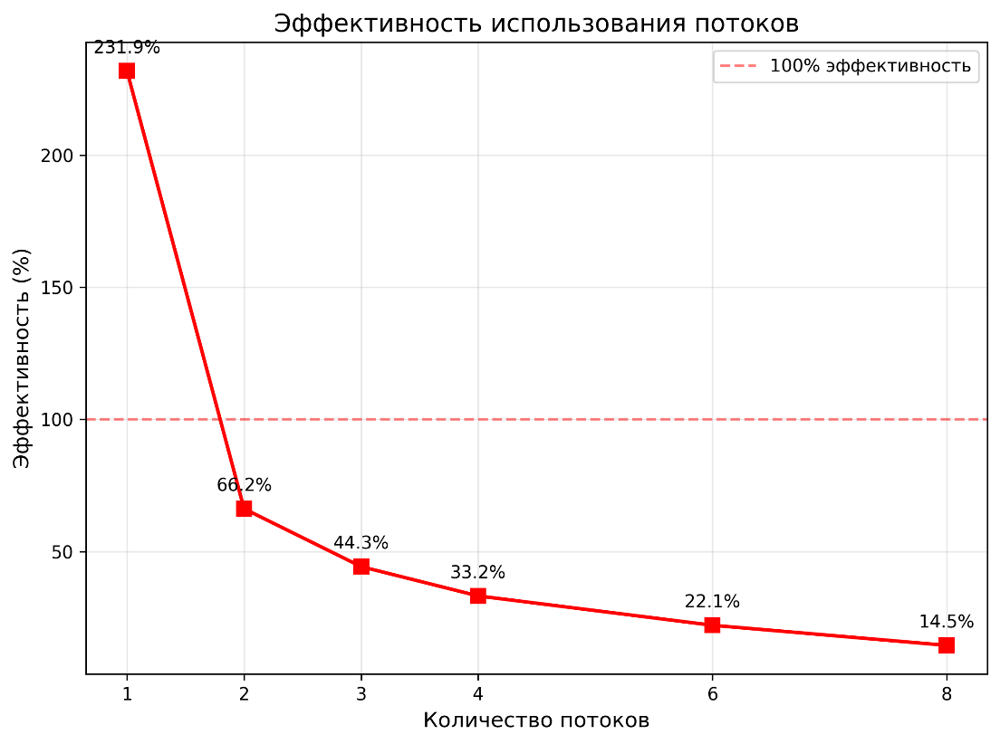 Эффективность использования потоков
231.9%
100% эффективность
200
150
100
50
Эффективность (%)
66.2%
44.3%
33.2%
22.1%
14.5%
1 2 3 4 6 8
Количество потоков